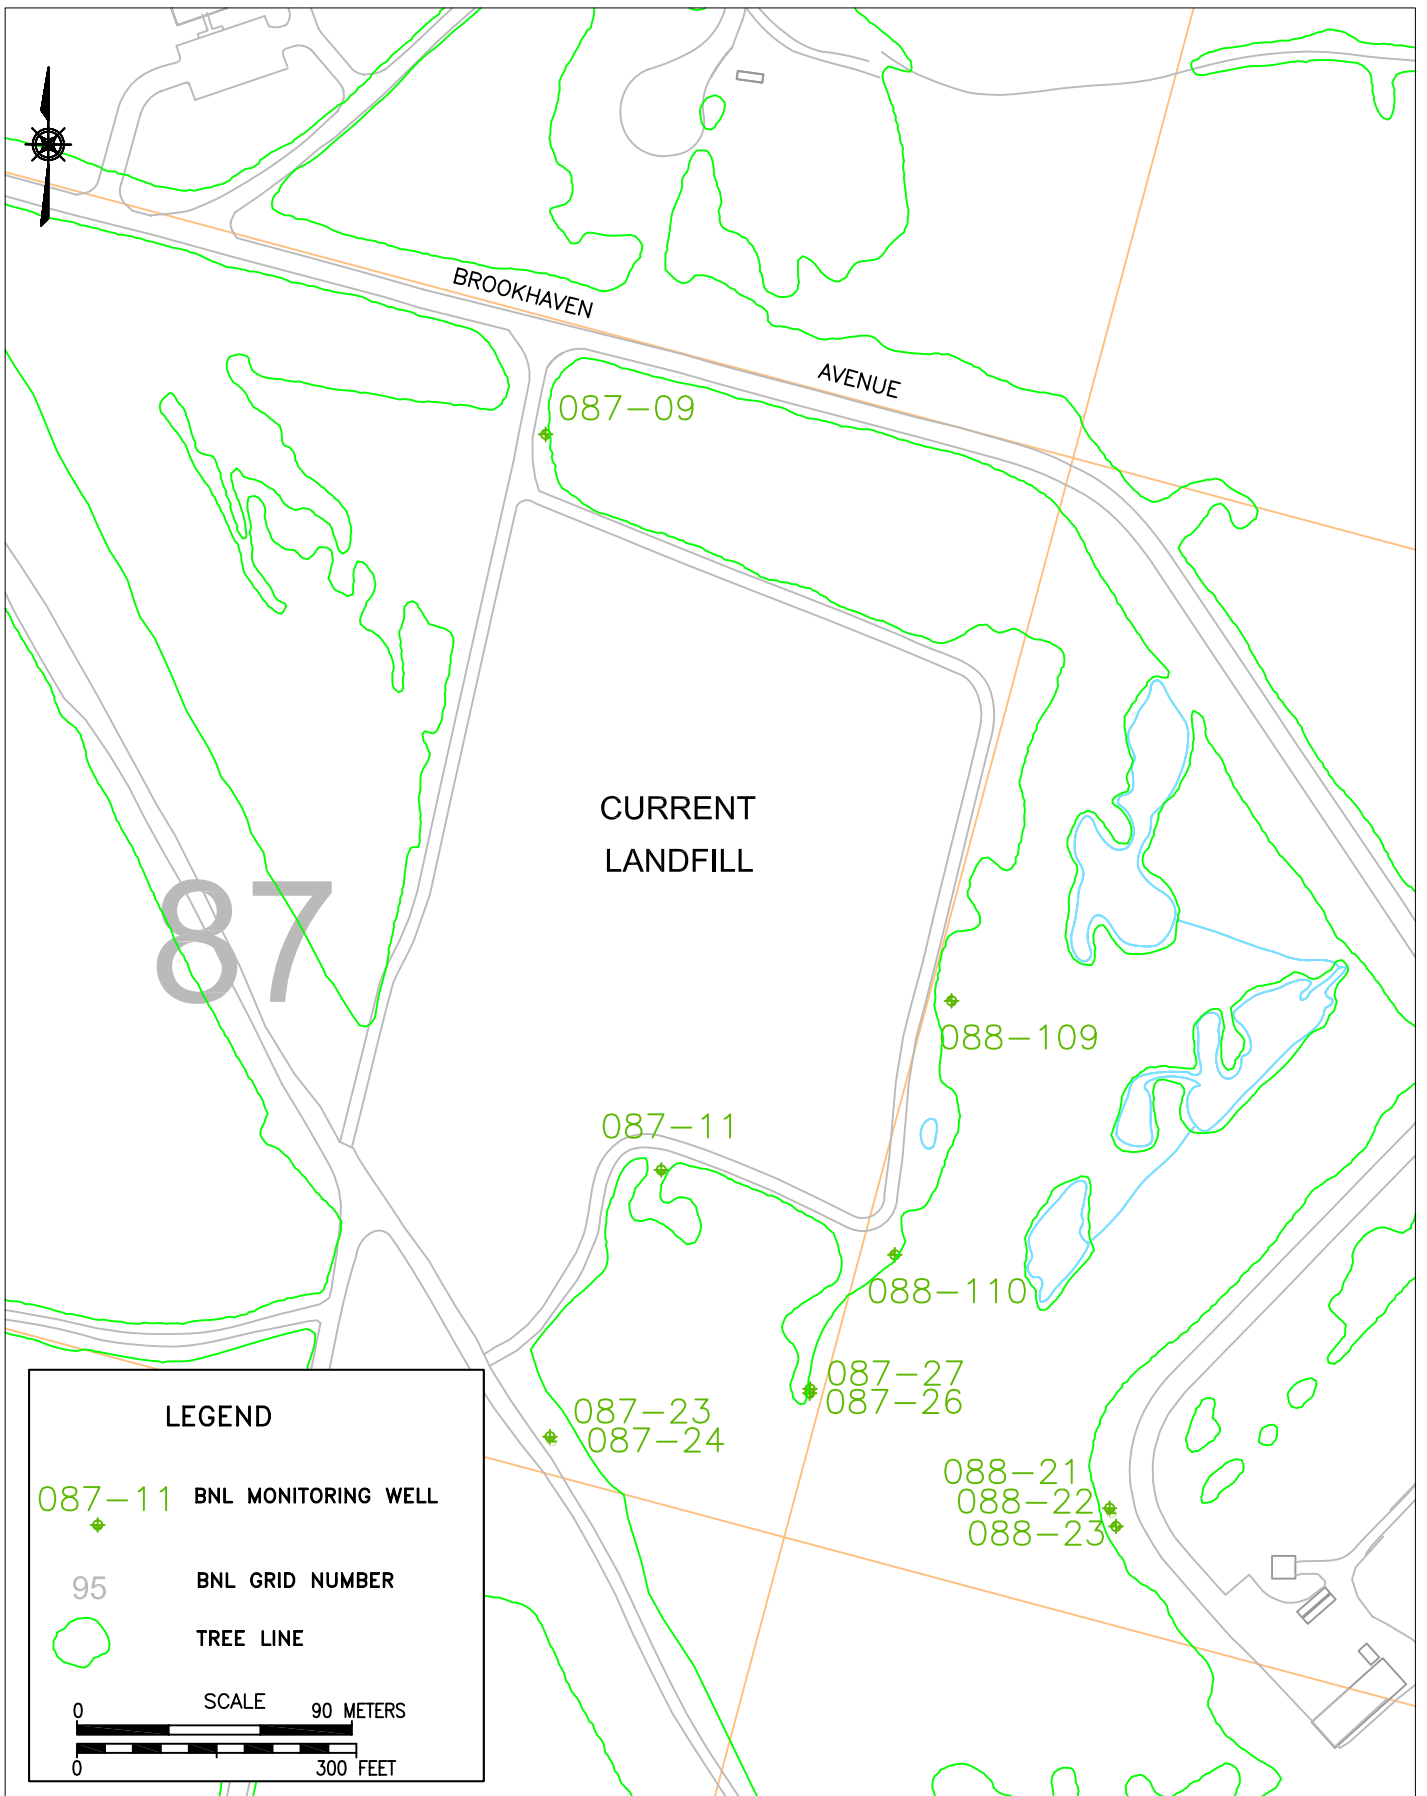 BROOKHAVEN
AVENUE
087-09
CURRENT
LANDFILL
87
088-109
087-11
088-110
087-27
087-26
087-23
087-24
088-21
088-22
088-23
LEGEND
087-11 BNL MONITORING WELL
95 BNL GRID NUMBER
TREE LINE
SCALE
0 90 METERS
0 300 FEET